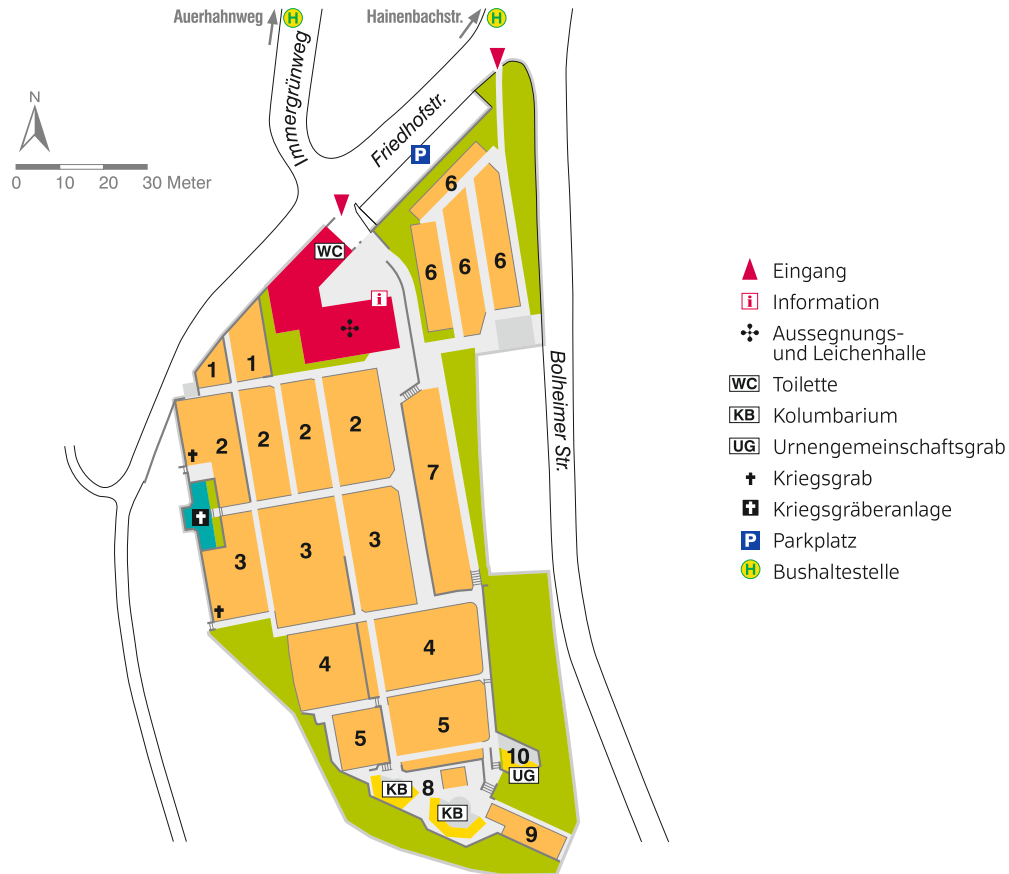 Auerhahnweg
H
Hainenbachstr.
H
Immergrünweg
Friedhofstr.
N
P
0 10 20 30 Meter
6
WC
6
6
6
i
1
1
2
2
2
2
7
3
3
3
4
4
5
5
10
UG
KB
8
KB
9
Bolheimer Str.
Eingang
i Information
Aussegnungs-
und Leichenhalle
WC Toilette
KB Kolumbarium
UG Urnengemeinschaftsgrab
Kriegsgrab
Kriegsgräberanlage
P Parkplatz
H Bushaltestelle